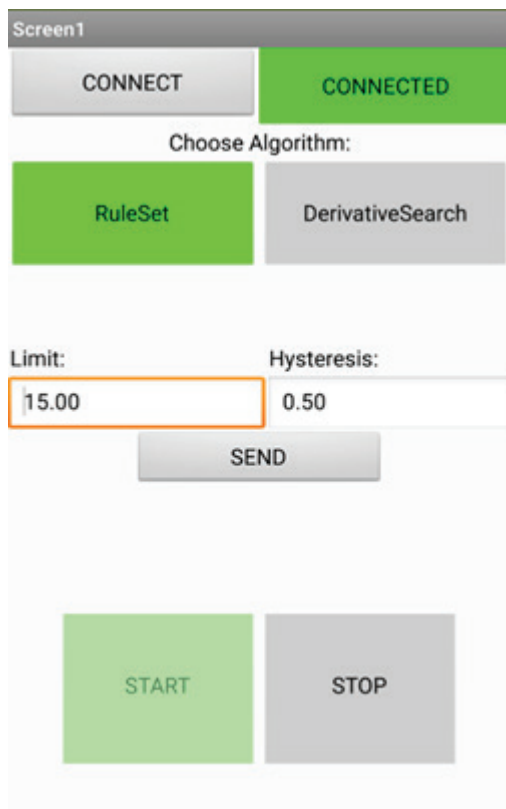 Screen1
CONNECT
CONNECTED
Choose Algorithm:
RuleSet
DerivativeSearch
Limit:
Hysteresis:
15.00
0.50
SEND
START
STOP